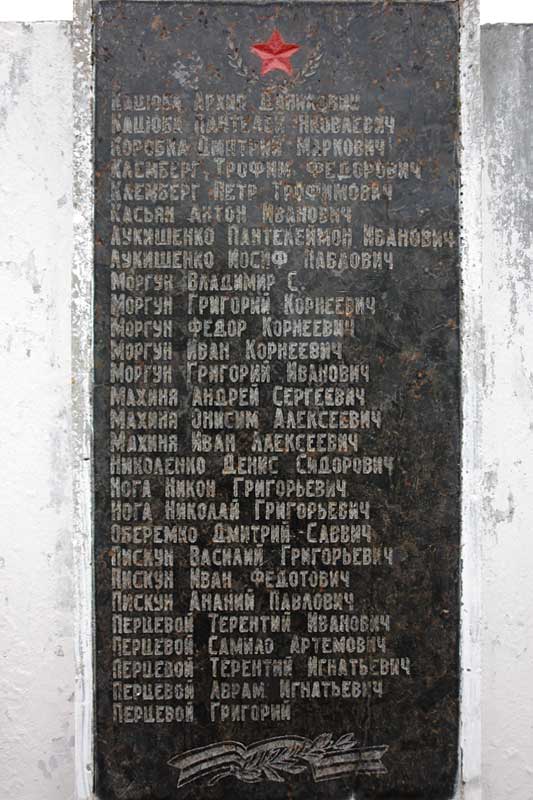 Кацюба Архип Данилович
Кацюба Пантелей Яковлевич
Коробка Дмитрий Маркович
Клемберг Трофим Федорович
Клемберг Петр Трофимович
Касьян Антон Иванович
Лукишенко Пантелеймон Иванович
Лукишенко Иосиф Павлович
Моргун Владимир С.
Моргун Григорий Корнеевич
Моргун Федор Корнеевич
Моргун Иван Корнеевич
Моргун Григорий Иванович
Махиня Андрей Сергеевич
Махиня Онисим Алексеевич
Махиня Иван Алексеевич
Николенко Денис Сидорович
Нога Никон Григорьевич
Нога Николай Григорьевич
Оберемко Дмитрий Саввич
Пискун Василий Григорьевич
Пискун Иван Федотович
Пискун Ананий Павлович
Перцевой Терентий Иванович
Перцевой Самило Артемович
Перцевой Терентий Игнатьевич
Перцевой Аврам Игнатьевич
Перцевой Григорий